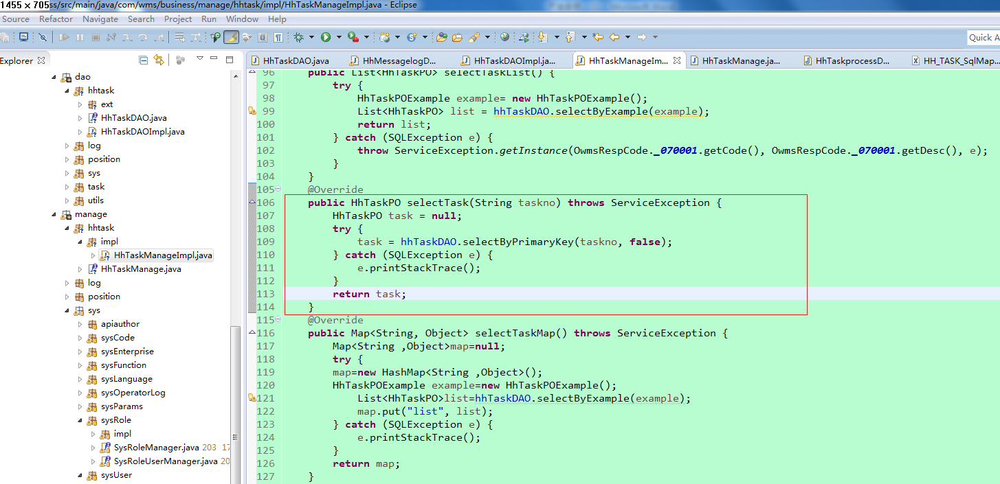 1455 x 705ss/src/main/java/com/wms/business/manage/hhtask/impl/HhTaskManageImpl.java - Eclipse
Source Refactor Navigate Search Project Run Window Help
Quick A
Explorer
HhTaskDAO.java HhMessagelogD... HhTaskDAOImpl.ja... HhTaskManageIm... HhTaskManage.ja... HhTaskprocessD... HH_TASK_SqlMap...
dao
hhtask
ext
HhTaskDAO.java
HhTaskDAOImpl.java
log
position
sys
task
utils
manage
hhtask
impl
HhTaskManageImpl.java
HhTaskManage.java
log
position
sys
apiauthor
sysCode
sysEnterprise
sysFunction
sysLanguage
sysOperatorLog
sysParams
sysRole
impl
SysRoleManager.java 203 17
SysRoleUserManager.java 20
sysUser
96 public List<HhTaskPO> selectTaskList() {
97 try {
98 HhTaskPOExample example= new HhTaskPOExample();
99 List<HhTaskPO> list = hhTaskDAO.selectByExample(example);
100 return list;
101 } catch (SQLException e) {
102 throw ServiceException.getInstance(OwmsRespCode._070001.getCode(), OwmsRespCode._070001.getDesc(), e);
103 }
104 }
105 @Override
106 public HhTaskPO selectTask(String taskno) throws ServiceException {
107 HhTaskPO task = null;
108 try {
109 task = hhTaskDAO.selectByPrimaryKey(taskno, false);
110 } catch (SQLException e) {
111 e.printStackTrace();
112 }
113 return task;
114 }
115 @Override
116 public Map<String, Object> selectTaskMap() throws ServiceException {
117 Map<String ,Object>map=null;
118 try {
119 map=new HashMap<String ,Object>();
120 HhTaskPOExample example=new HhTaskPOExample();
121 List<HhTaskPO>list=hhTaskDAO.selectByExample(example);
122 map.put("list", list);
123 } catch (SQLException e) {
124 e.printStackTrace();
125 }
126 return map;
127 }